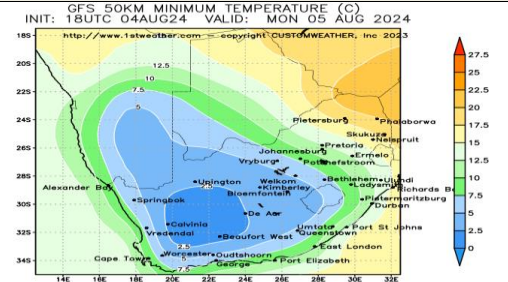 GFS 50KM MINIMUM TEMPERATURE (C)
INIT: 18UTC 04AUG24 VALID: MON 05 AUG 2024
18S http://www.1stweather.com — copyright CUSTOMWEATHER, Inc 2023
27.5
20S 12.5 25
10
22S 7.5 22.5
5
24S Pietersburg Phalaborwa 20
Skukuza
Nelspruit 17.5
26S Johannesburg Pretoria 15
Vryburg Potchefstroom Ermelo 12.5
28S Upington Welkom Bethlehem Ulundi 10
Alexander Bay 2.5 Kimberley Ladysmith Richards B
Bloemfontein 7.5
30S Springbok Pietermaritzburg
De Aar Durban 5
32S Calvinia Umtata Port St Johns 2.5
Vredendal Beaufort West Queenstown
2.5 East London 0
34S Cape Town Worcester 5 Oudtshoorn
George Port Elizabeth
7.5
14E 16E 18E 20E 22E 24E 26E 28E 30E 32E